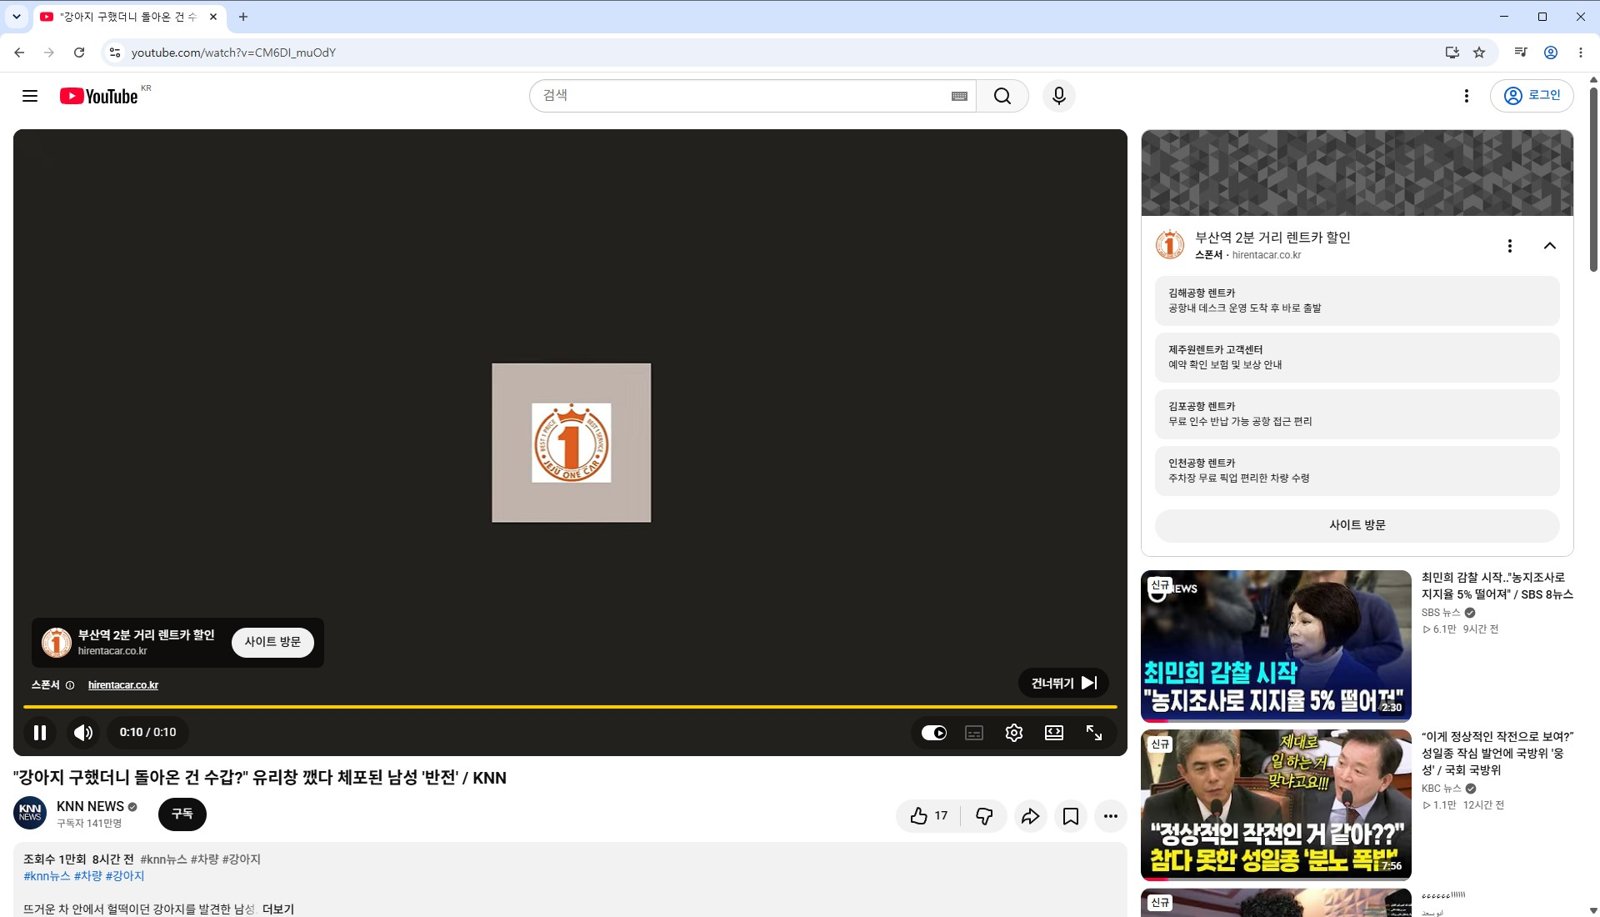 "강아지 구했더니 돌아온 건 수
youtube.com/watch?v=CM6DI_muOdY
YouTube KR
검색
로그인
BEST 1 PRICE
BEST 1 SERVICE
1
JEJU ONE CAR
부산역 2분 거리 렌트카 할인
hirentacar.co.kr
사이트 방문
스폰서
hirentacar.co.kr
건너뛰기
0:10 / 0:10
"강아지 구했더니 돌아온 건 수갑?" 유리창 깼다 체포된 남성 '반전' / KNN
KNN NEWS
KNN NEWS
구독자 141만명
구독
17
조회수 1만회 8시간 전 #knn뉴스 #차량 #강아지
#knn뉴스 #차량 #강아지
뜨거운 차 안에서 헐떡이던 강아지를 발견한 남성. 더보기
부산역 2분 거리 렌트카 할인
스폰서 · hirentacar.co.kr
김해공항 렌트카
공항내 데스크 운영 도착 후 바로 출발
제주원렌트카 고객센터
예약 확인 보험 및 보상 안내
김포공항 렌트카
무료 인수 반납 가능 공항 접근 편리
인천공항 렌트카
주차장 무료 픽업 편리한 차량 수령
사이트 방문
신규
NEWS
최민희 감찰 시작
"농지조사로 지지율 5% 떨어져"
2:30
최민희 감찰 시작.."농지조사로
지지율 5% 떨어져" / SBS 8뉴스
SBS 뉴스
6.1만 9시간 전
신규
제대로
일 하는 거
맞냐고요!!!
"정상적인 작전인 거 같아??"
참다 못한 성일종 '분노 폭발'
7:56
"이게 정상적인 작전으로 보여?"
성일종 작심 발언에 국방위 '웅
성' / 국회 국방위
KBC 뉴스
1.1만 12시간 전
신규